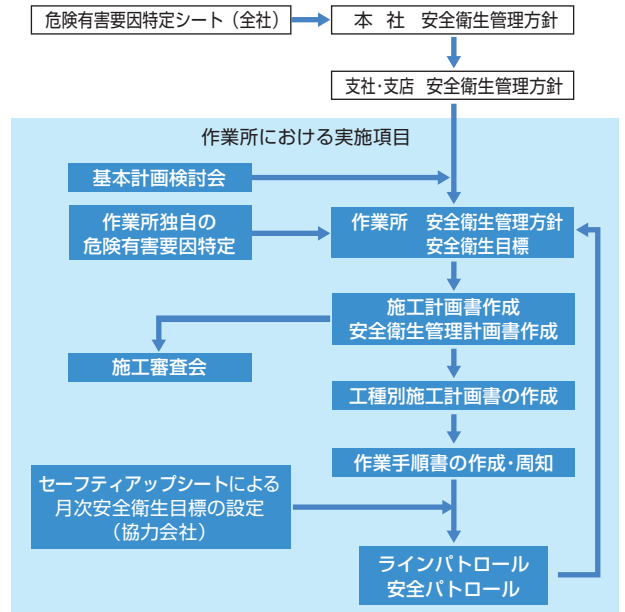 危険有害要因特定シート（全社）
本 社 安全衛生管理方針
支社・支店 安全衛生管理方針
作業所における実施項目
基本計画検討会
作業所独自の
危険有害要因特定
作業所 安全衛生管理方針
安全衛生目標
施工計画書作成
安全衛生管理計画書作成
施工審査会
工種別施工計画書の作成
作業手順書の作成・周知
セーフティアップシートによる
月次安全衛生目標の設定
（協力会社）
ラインパトロール
安全パトロール